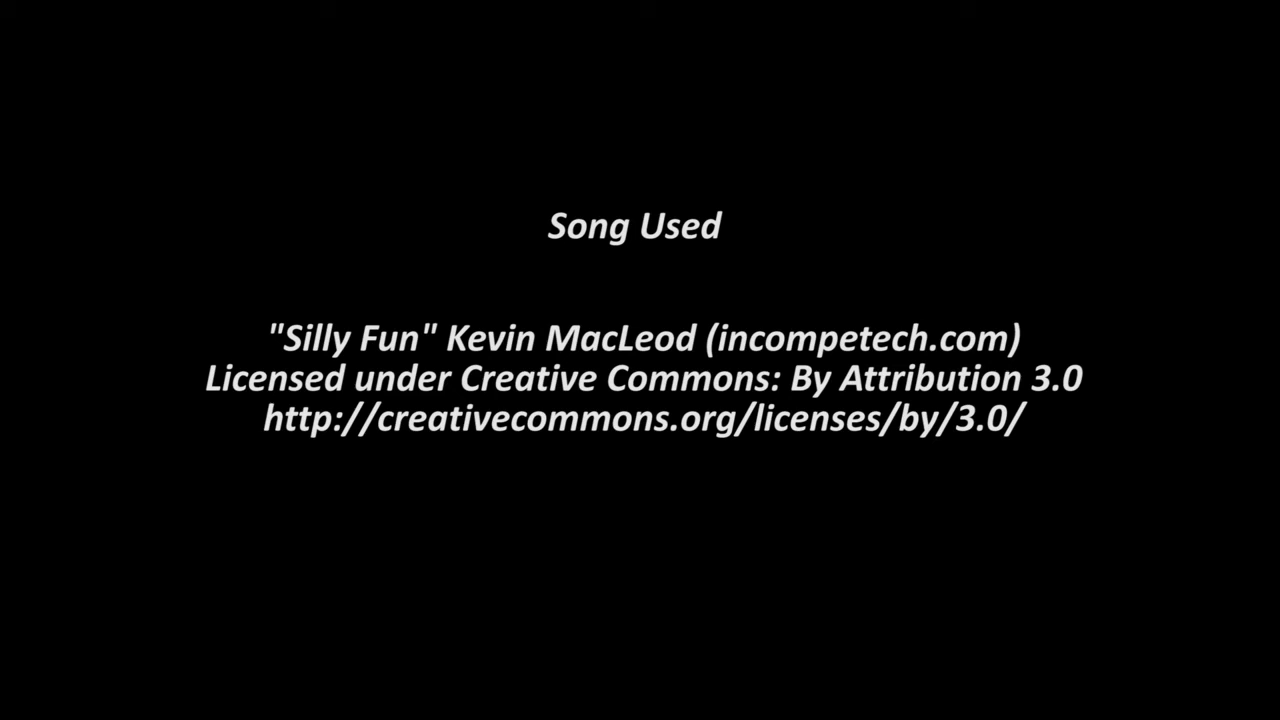 Song Used
"Silly Fun" Kevin MacLeod (incompetech.com)
Licensed under Creative Commons: By Attribution 3.0
http://creativecommons.org/licenses/by/3.0/